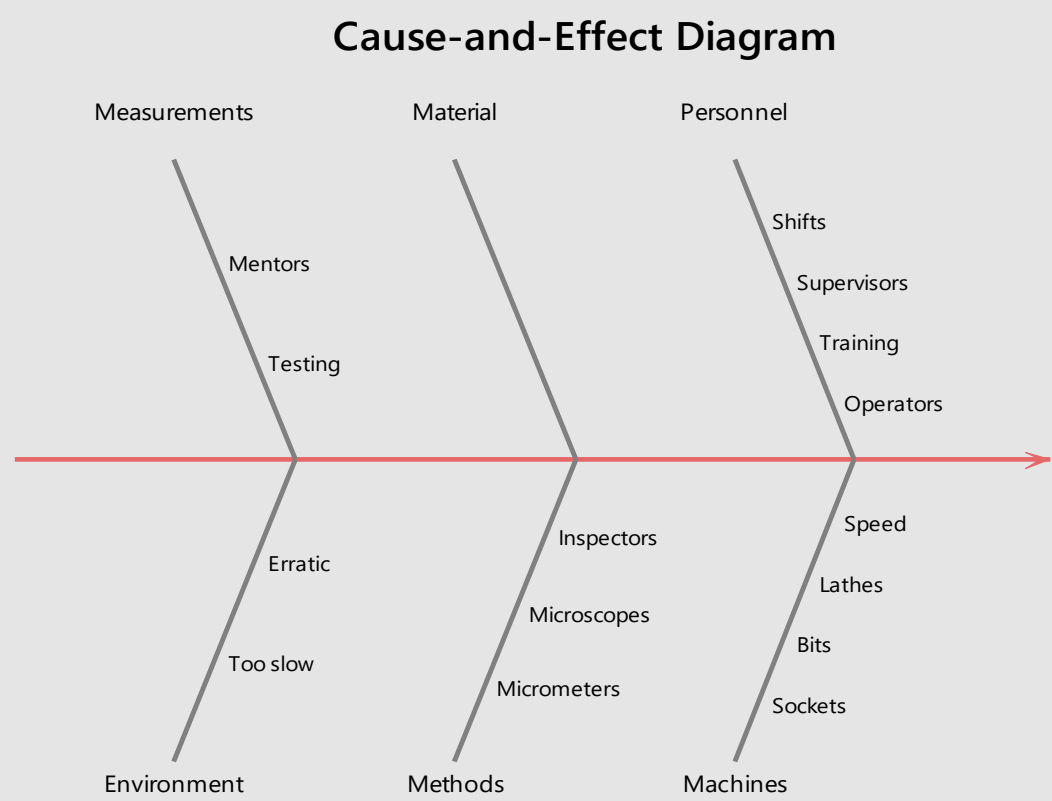 Cause-and-Effect Diagram
Measurements
Material
Personnel
Shifts
Mentors
Supervisors
Training
Testing
Operators
Speed
Inspectors
Erratic
Lathes
Microscopes
Bits
Too slow
Micrometers
Sockets
Environment
Methods
Machines